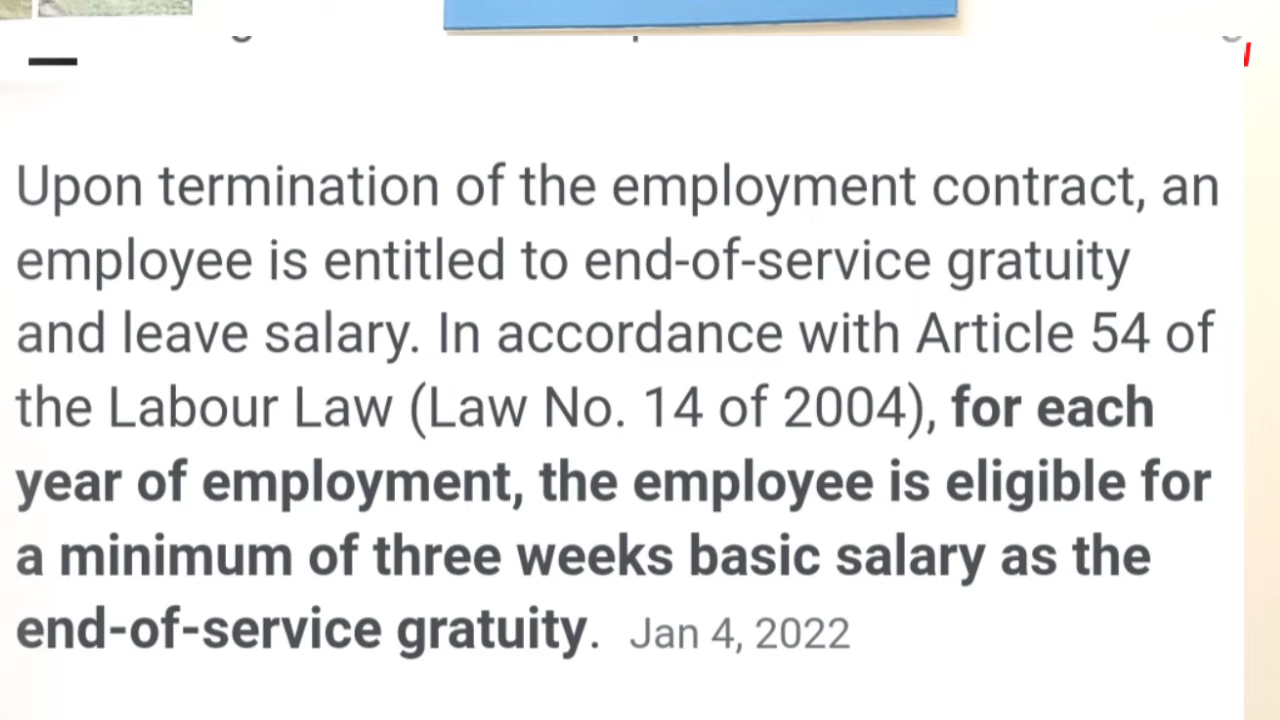 Upon termination of the employment contract, an
employee is entitled to end-of-service gratuity
and leave salary. In accordance with Article 54 of
the Labour Law (Law No. 14 of 2004), for each
year of employment, the employee is eligible for
a minimum of three weeks basic salary as the
end-of-service gratuity. Jan 4, 2022